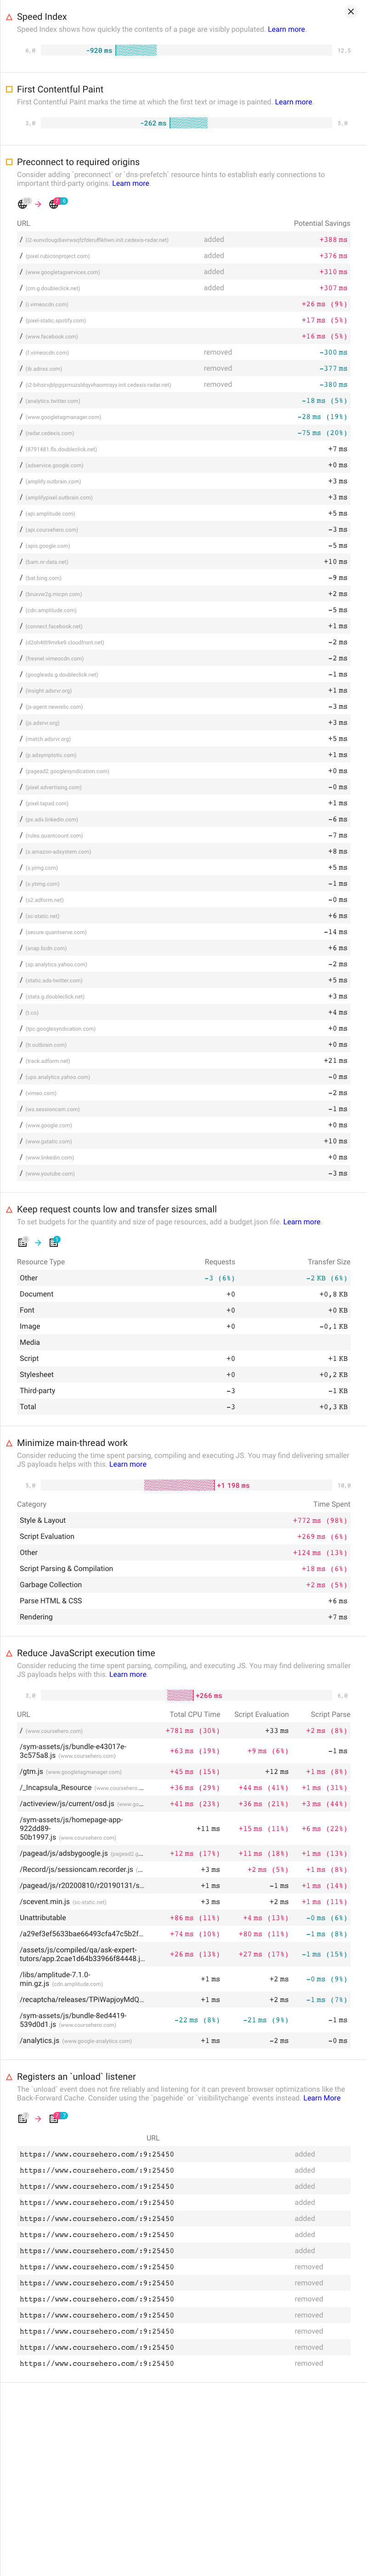 Speed Index
Speed Index shows how quickly the contents of a page are visibly populated. Learn more.
6,0 −920 ms 12,5
First Contentful Paint
First Contentful Paint marks the time at which the first text or image is painted. Learn more.
3,0 −262 ms 5,0
Preconnect to required origins
Consider adding `preconnect` or `dns-prefetch` resource hints to establish early connections to
important third-party origins. Learn more.
URL Potential Savings
added +388 ms
/ (pixel.rubiconproject.com) added +376 ms
/ (www.googletagservices.com) added +310 ms
/ (cm.g.doubleclick.net) added +307 ms
/ (i.vimeocdn.com) +26 ms (9%)
/ (pixel-static.spotify.com) +17 ms (5%)
/ (www.facebook.com) +16 ms (5%)
/ (f.vimeocdn.com) removed −300 ms
/ (ib.adnxs.com) removed −377 ms
removed −380 ms
/ (analytics.twitter.com) −18 ms (5%)
/ (www.googletagmanager.com) −28 ms (19%)
/ (radar.cedexis.com) −75 ms (20%)
/ (8791461.fls.doubleclick.net) +7 ms
/ (adservice.google.com) +0 ms
/ (amplify.outbrain.com) +3 ms
/ (amplifypixel.outbrain.com) +3 ms
/ (api.amplitude.com) +5 ms
/ (api.coursehero.com) −3 ms
/ (apis.google.com) −5 ms
/ (bam.nr-data.net) +10 ms
/ (bat.bing.com) −9 ms
/ (bnxvw2g.micpn.com) +2 ms
/ (cdn.amplitude.com) −5 ms
/ (connect.facebook.net) +1 ms
/ −2 ms
/ (fresnel.vimeocdn.com) −2 ms
/ (googleads.g.doubleclick.net) −1 ms
/ (insight.adsrvr.org) +1 ms
/ (js-agent.newrelic.com) −3 ms
/ (js.adsrvr.org) +3 ms
/ (match.adsrvr.org) +5 ms
/ (p.adsymptotic.com) +1 ms
/ (pagead2.googlesyndication.com) +0 ms
/ (pixel.advertising.com) −0 ms
/ (pixel.tapad.com) +1 ms
/ (px.ads.linkedin.com) −6 ms
/ (rules.quantcount.com) −7 ms
/ (s.amazon-adsystem.com) +8 ms
/ (s.yimg.com) +5 ms
/ (s.ytimg.com) −1 ms
/ (s2.adform.net) −0 ms
/ (sc-static.net) +6 ms
/ (secure.quantserve.com) −14 ms
/ (snap.licdn.com) +6 ms
/ (sp.analytics.yahoo.com) −2 ms
/ (static.ads-twitter.com) +5 ms
/ (stats.g.doubleclick.net) +3 ms
/ (t.co) +4 ms
/ (tpc.googlesyndication.com) +0 ms
/ (tr.outbrain.com) +0 ms
/ (track.adform.net) +21 ms
/ (ups.analytics.yahoo.com) −0 ms
/ (vimeo.com) −2 ms
/ (ws.sessioncam.com) −1 ms
/ (www.google.com) +0 ms
/ (www.gstatic.com) +10 ms
/ (www.linkedin.com) +0 ms
/ (www.youtube.com) −3 ms
Keep request counts low and transfer sizes small
To set budgets for the quantity and size of page resources, add a budget.json file. Learn more.
Resource Type Requests Transfer Size
Other −3 (6%) −2 KB (6%)
Document +0 +0,8 KB
Font +0 +0 KB
Image +0 −0,1 KB
Media
Script +0 +1 KB
Stylesheet +0 +0,2 KB
Third-party −3 −1 KB
Total −3 +0,3 KB
Minimize main-thread work
Consider reducing the time spent parsing, compiling and executing JS. You may find delivering smaller
JS payloads helps with this. Learn more
5,0 +1 198 ms 10,0
Category Time Spent
Style & Layout +772 ms (98%)
Script Evaluation +269 ms (6%)
Other +124 ms (13%)
Script Parsing & Compilation +18 ms (6%)
Garbage Collection +2 ms (5%)
Parse HTML & CSS +6 ms
Rendering +7 ms
Reduce JavaScript execution time
Consider reducing the time spent parsing, compiling, and executing JS. You may find delivering smaller
JS payloads helps with this. Learn more.
3,0 +266 ms 6,0
URL Total CPU Time Script Evaluation Script Parse
/ (www.coursehero.com) +781 ms (30%) +33 ms +2 ms (8%)
/sym-assets/js/bundle-e43017e-
3c575a8.js (www.coursehero.com) +63 ms (19%) +9 ms (6%) −1 ms
/gtm.js (www.googletagmanager.com) +45 ms (15%) +12 ms +1 ms (8%)
/_Incapsula_Resource (www.coursehero.… +36 ms (29%) +44 ms (41%) +1 ms (31%)
/activeview/js/current/osd.js (www.go… +41 ms (23%) +36 ms (21%) +3 ms (44%)
/sym-assets/js/homepage-app-
922dd89-
50b1997.js (www.coursehero.com) +11 ms +15 ms (11%) +6 ms (22%)
/pagead/js/adsbygoogle.js (pagead2.g… +12 ms (17%) +11 ms (18%) +1 ms (13%)
/Record/js/sessioncam.recorder.js (… +3 ms +2 ms (5%) +1 ms (8%)
/pagead/js/r20200810/r20190131/s… +1 ms −1 ms +1 ms (14%)
/scevent.min.js (sc-static.net) +3 ms +2 ms +1 ms (11%)
Unattributable +86 ms (11%) +4 ms (13%) −0 ms (6%)
/a29ef3ef5633bae66493cfa47c5b2f… +74 ms (10%) +80 ms (11%) −1 ms (8%)
/assets/js/compiled/qa/ask-expert-
tutors/app.2cae1d64b33966f84448.j… +26 ms (13%) +27 ms (17%) −1 ms (15%)
/libs/amplitude-7.1.0-
min.gz.js (cdn.amplitude.com) +1 ms +2 ms −0 ms (9%)
/recaptcha/releases/TPiWapjoyMdQ… +1 ms +2 ms −1 ms (7%)
/sym-assets/js/bundle-8ed4419-
539d0d1.js (www.coursehero.com) −22 ms (8%) −21 ms (9%) −1 ms
/analytics.js (www.google-analytics.com) +1 ms −2 ms −0 ms
Registers an `unload` listener
The `unload` event does not fire reliably and listening for it can prevent browser optimizations like the
Back-Forward Cache. Consider using the `pagehide` or `visibilitychange` events instead. Learn More
URL
https://www.coursehero.com/:9:25450 added
https://www.coursehero.com/:9:25450 added
https://www.coursehero.com/:9:25450 added
https://www.coursehero.com/:9:25450 added
https://www.coursehero.com/:9:25450 added
https://www.coursehero.com/:9:25450 added
https://www.coursehero.com/:9:25450 added
https://www.coursehero.com/:9:25450 removed
https://www.coursehero.com/:9:25450 removed
https://www.coursehero.com/:9:25450 removed
https://www.coursehero.com/:9:25450 removed
https://www.coursehero.com/:9:25450 removed
https://www.coursehero.com/:9:25450 removed
https://www.coursehero.com/:9:25450 removed